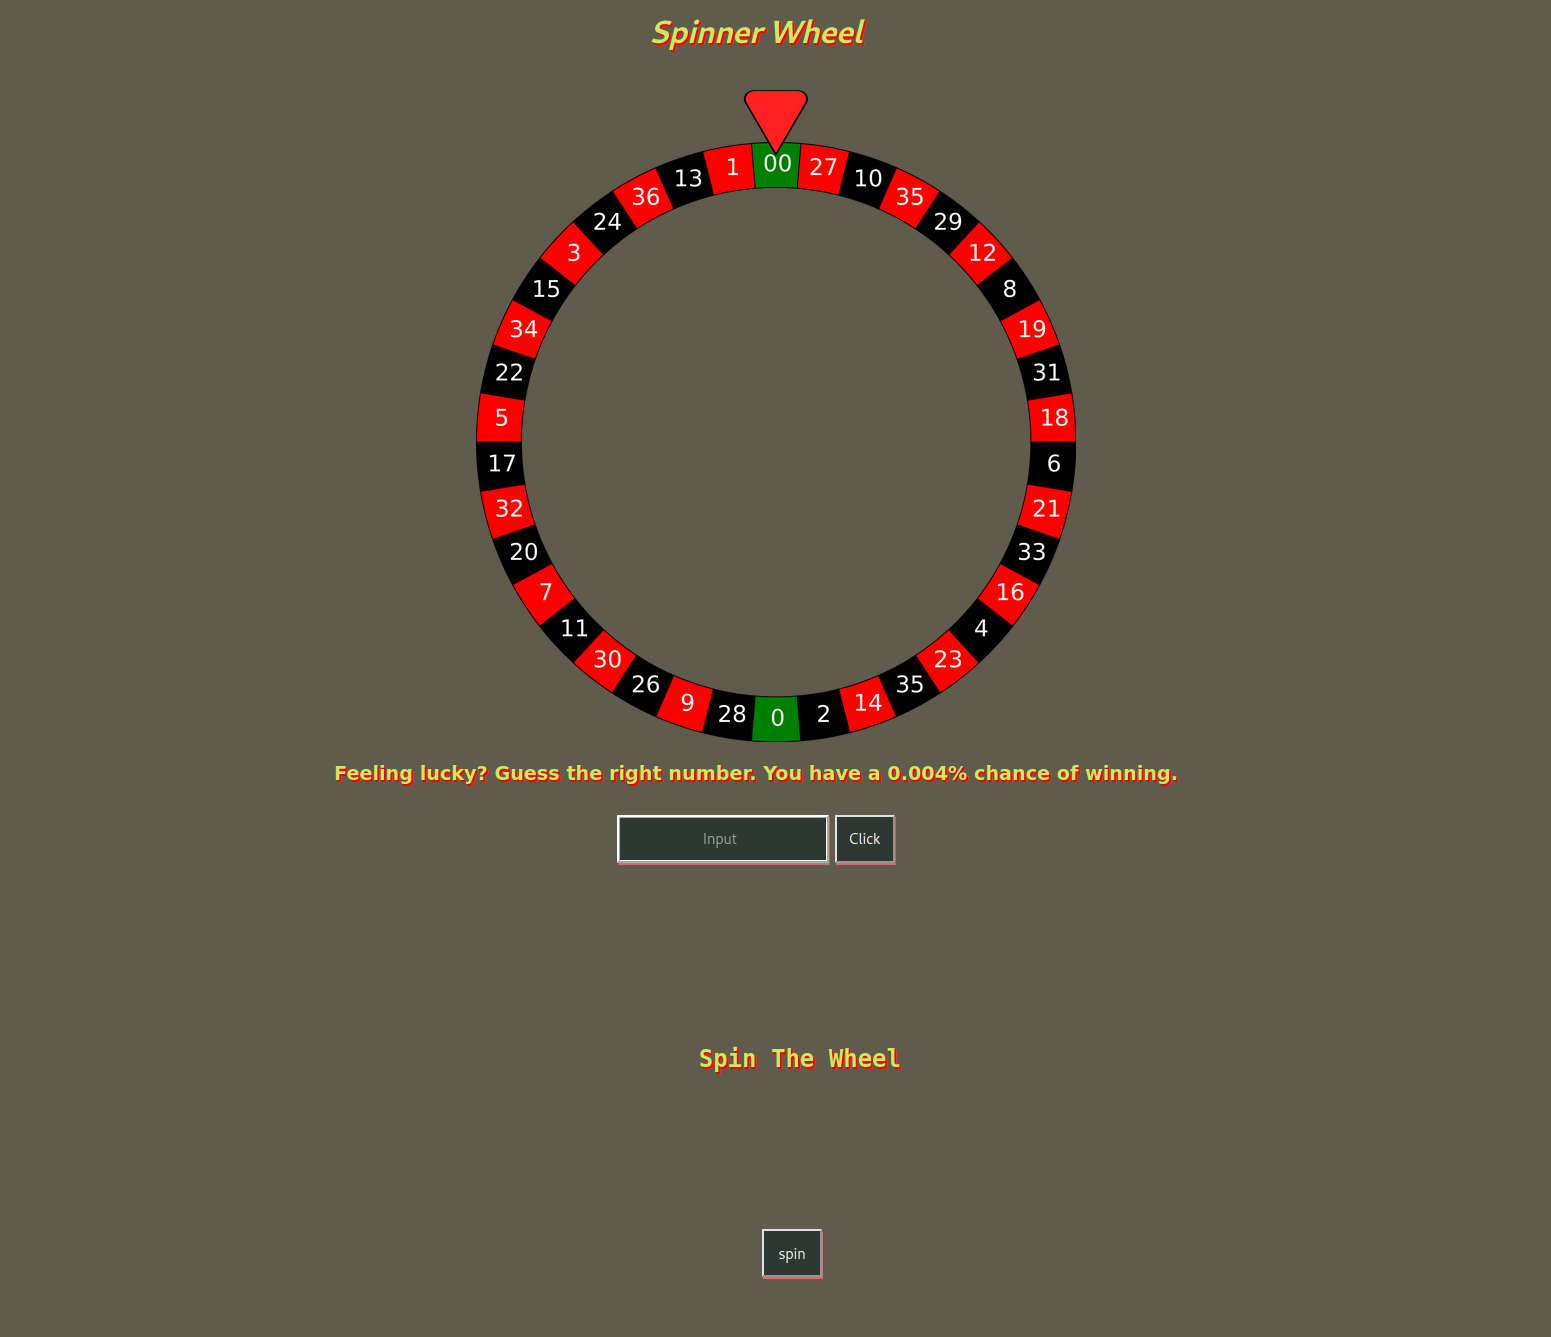 Spinner Wheel
13 1 00 27 10
36 35
24 29
3 12
15 8
34 19
22 31
5 18
17 6
32 21
20 33
7 16
11 4
30 23
26 35
9 14
28 0 2
Feeling lucky? Guess the right number. You have a 0.004% chance of winning.
Input Click
Spin The Wheel
spin